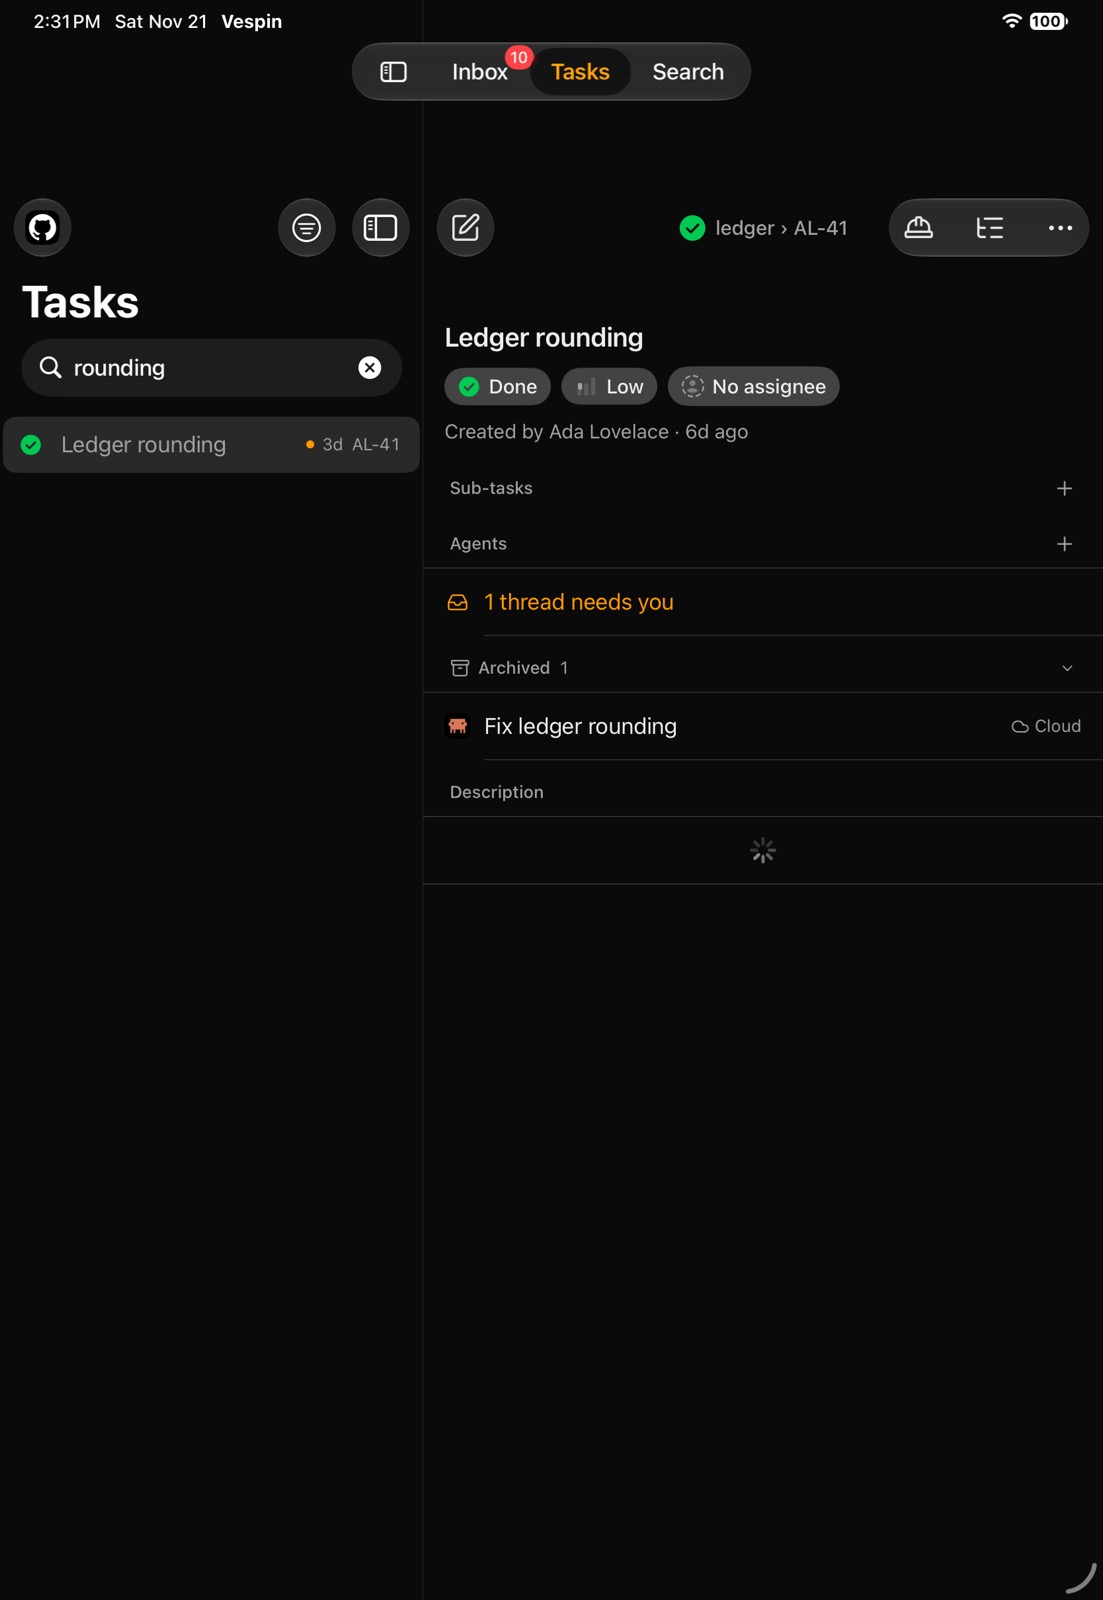 2:31 PM Sat Nov 21 Vespin
100
Inbox 10 Tasks Search
ledger › AL-41
Tasks
rounding
Ledger rounding 3d AL-41
Ledger rounding
Done Low No assignee
Created by Ada Lovelace · 6d ago
Sub-tasks
Agents
1 thread needs you
Archived 1
Fix ledger rounding Cloud
Description